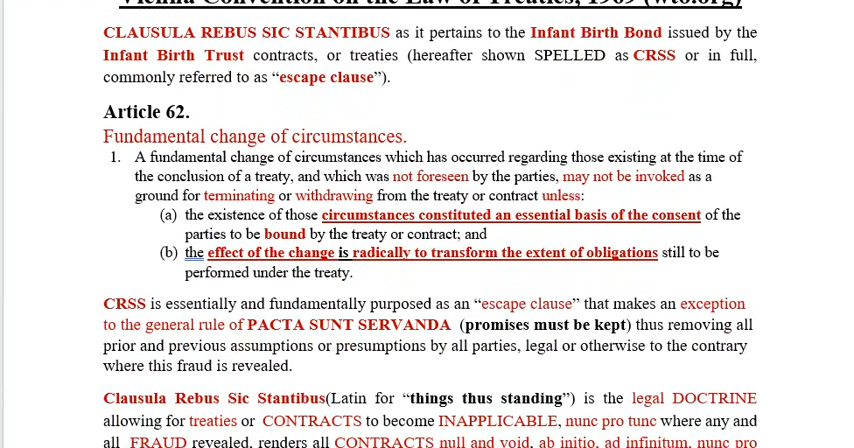 Vienna Convention on the Law of Treaties, 1969 (wto.org)
CLAUSULA REBUS SIC STANTIBUS as it pertains to the Infant Birth Bond issued by the
Infant Birth Trust contracts, or treaties (hereafter shown SPELLED as CRSS or in full,
commonly referred to as “escape clause”).
Article 62.
Fundamental change of circumstances.
1. A fundamental change of circumstances which has occurred regarding those existing at the time of
the conclusion of a treaty, and which was not foreseen by the parties, may not be invoked as a
ground for terminating or withdrawing from the treaty or contract unless:
(a) the existence of those circumstances constituted an essential basis of the consent of the
parties to be bound by the treaty or contract; and
(b) the effect of the change is radically to transform the extent of obligations still to be
performed under the treaty.
CRSS is essentially and fundamentally purposed as an “escape clause” that makes an exception
to the general rule of PACTA SUNT SERVANDA (promises must be kept) thus removing all
prior and previous assumptions or presumptions by all parties, legal or otherwise to the contrary
where this fraud is revealed.
Clausula Rebus Sic Stantibus(Latin for “things thus standing”) is the legal DOCTRINE
allowing for treaties or CONTRACTS to become INAPPLICABLE, nunc pro tunc where any and
all FRAUD revealed, renders all CONTRACTS null and void, ab initio, ad infinitum, nunc pro